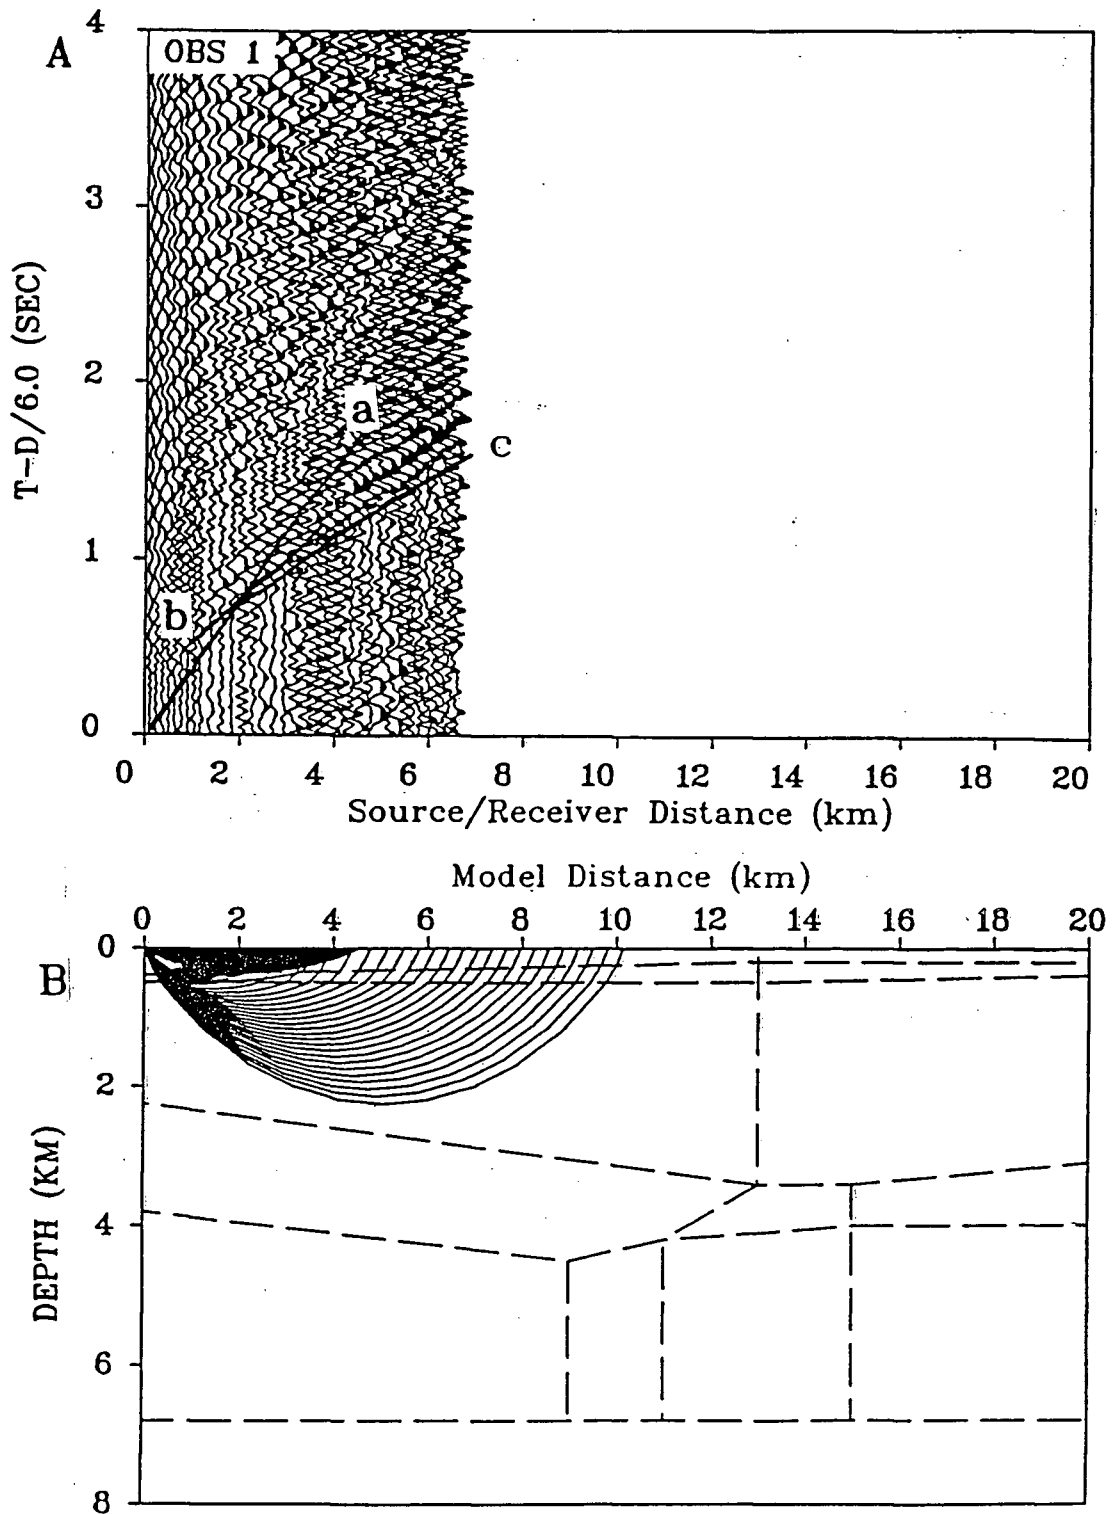 A
OBS 1
4
3
2
1
0
T-D/6.0 (SEC)
a
b
c
0 2 4 6 8 10 12 14 16 18 20
Source/Receiver Distance (km)
Model Distance (km)
0 2 4 6 8 10 12 14 16 18 20
B
0
2
4
6
8
DEPTH (KM)